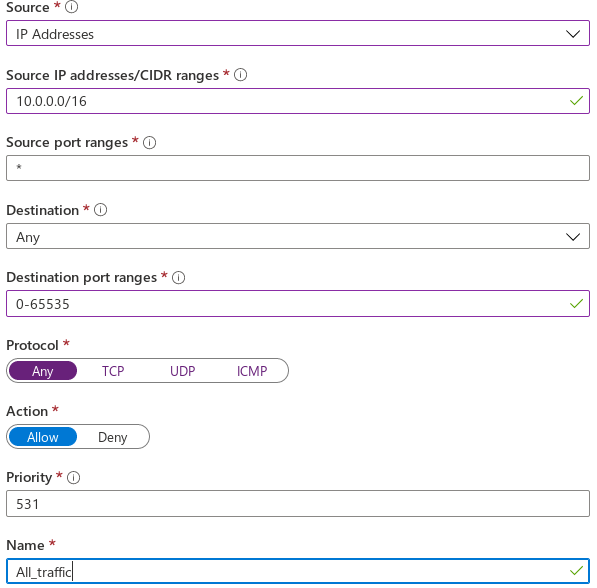 Source *
IP Addresses
Source IP addresses/CIDR ranges *
10.0.0.0/16
Source port ranges *
*
Destination *
Any
Destination port ranges *
0-65535
Protocol *
Any TCP UDP ICMP
Action *
Allow Deny
Priority *
531
Name *
All_traffic